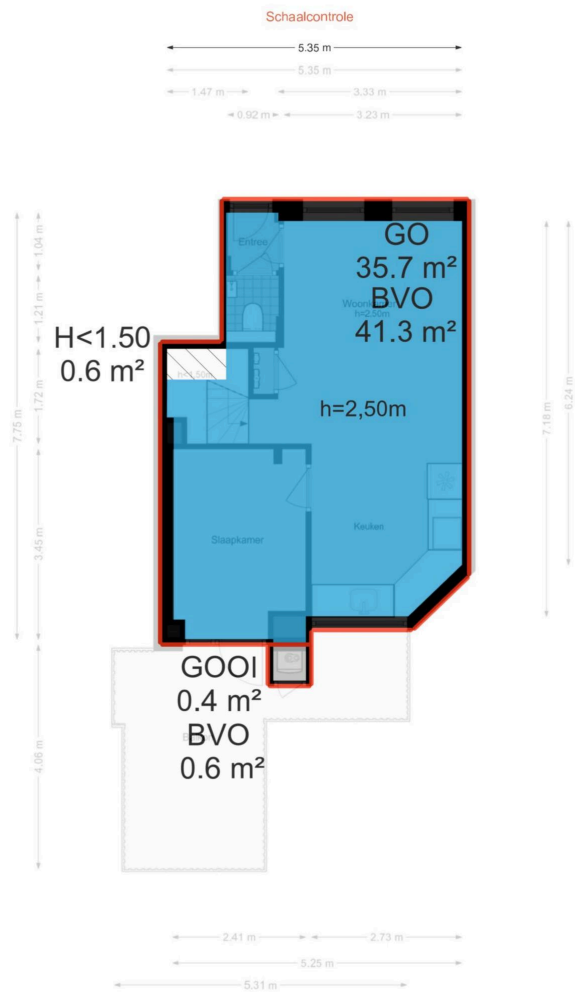 Schaalcontrole
5.35 m
5.35 m
1.47 m
3.33 m
0.92 m
3.23 m
Entree
GO
35.7 m²
Woonkamer
h=2.50m
BVO
41.3 m²
H<1.50
0.6 m²
h<1.50m
h=2,50m
Keuken
Slaapkamer
GOOI
0.4 m²
BVO
0.6 m²
7.75 m
1.04 m
1.21 m
1.72 m
3.45 m
4.06 m
7.18 m
6.24 m
2.41 m
2.73 m
5.25 m
5.31 m